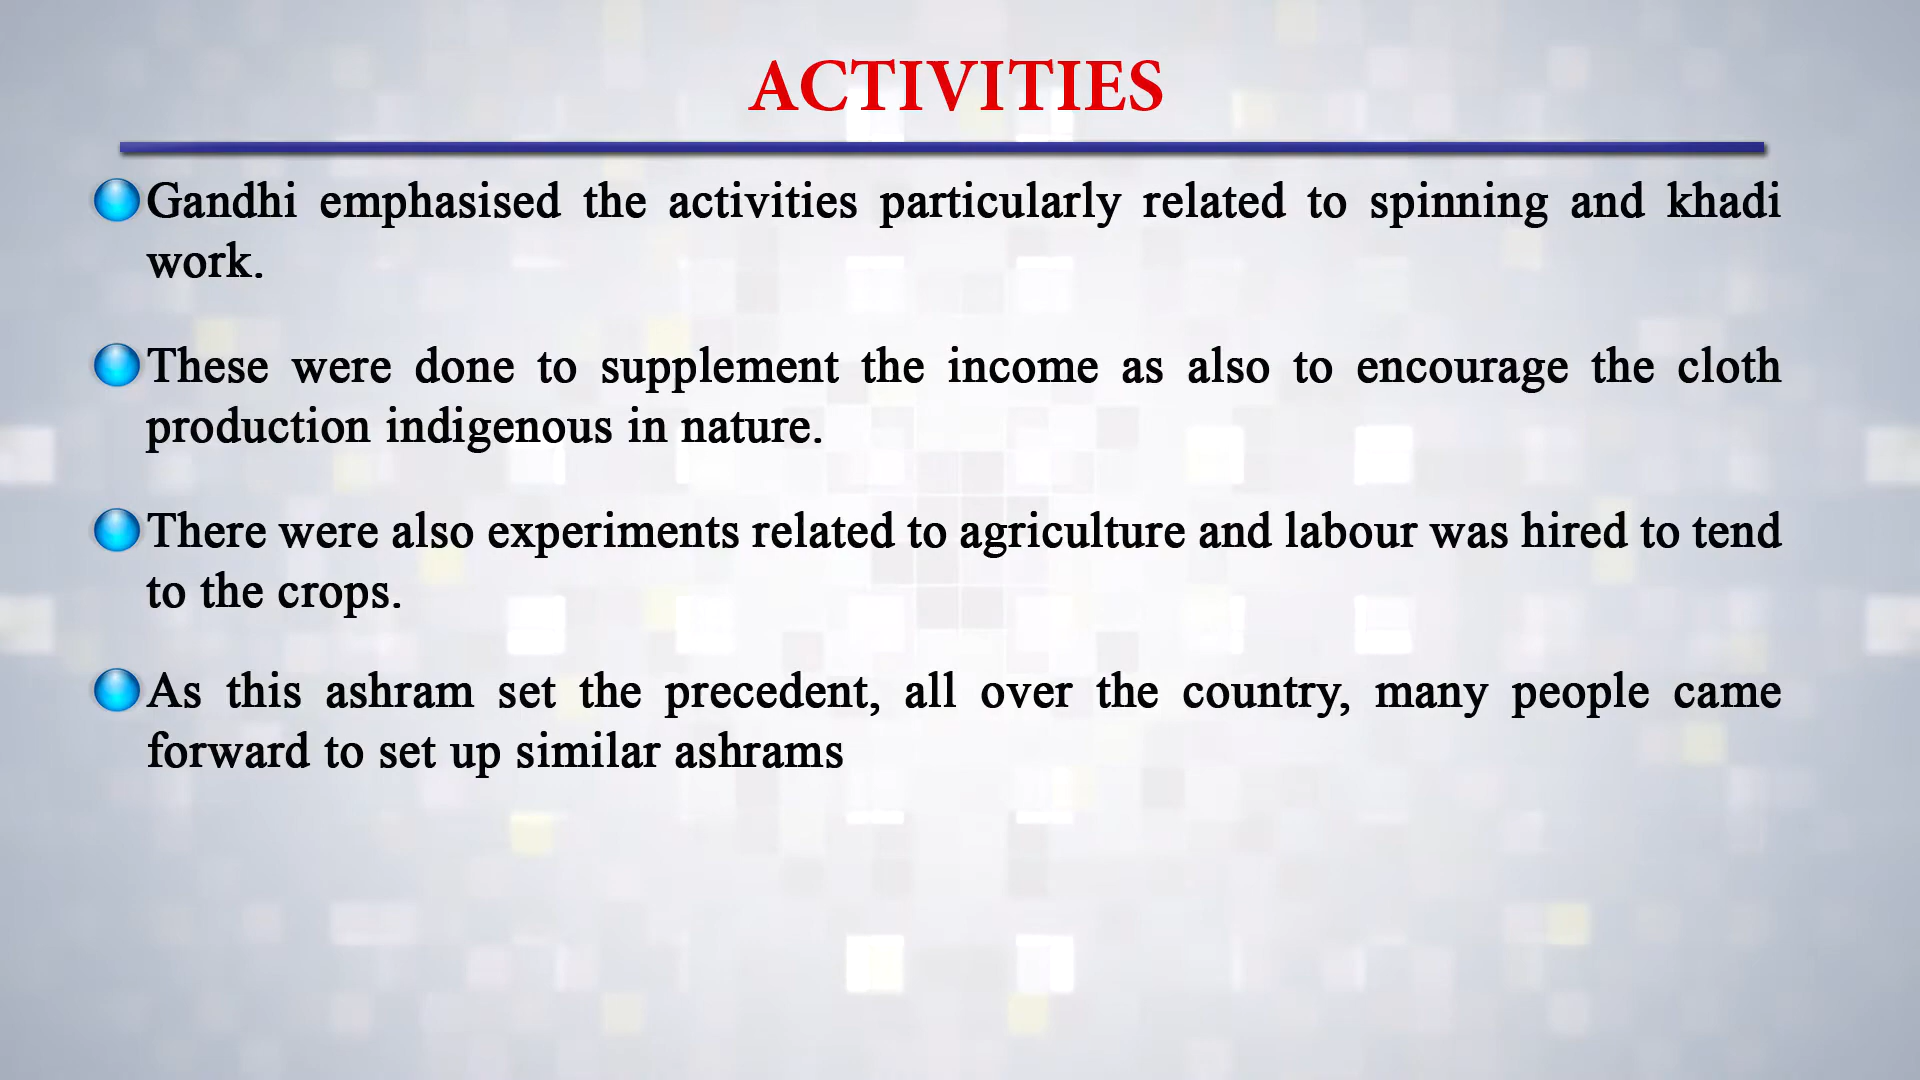 ACTIVITIES
Gandhi emphasised the activities particularly related to spinning and khadi
work.
These were done to supplement the income as also to encourage the cloth
production indigenous in nature.
There were also experiments related to agriculture and labour was hired to tend
to the crops.
As this ashram set the precedent, all over the country, many people came
forward to set up similar ashrams